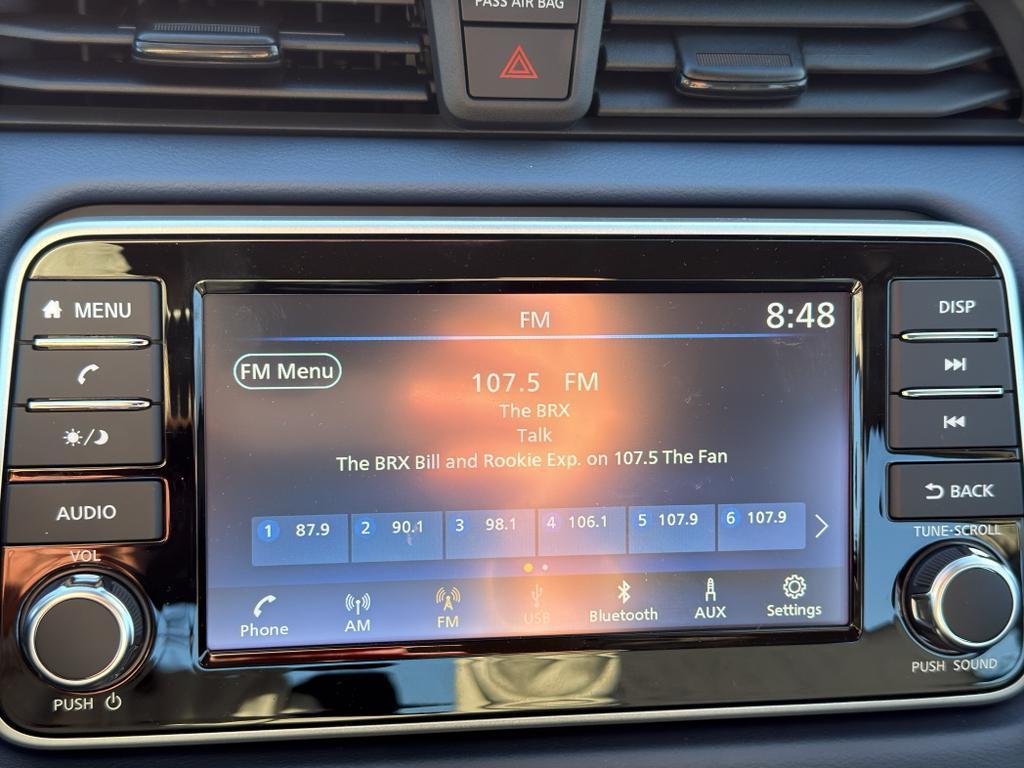 PASS AIR BAG
MENU
AUDIO
VOL
PUSH
FM
8:48
FM Menu
107.5 FM
The BRX
Talk
The BRX Bill and Rookie Exp. on 107.5 The Fan
1 87.9
2 90.1
3 98.1
4 106.1
5 107.9
6 107.9
Phone
AM
FM
USB
Bluetooth
AUX
Settings
DISP
BACK
TUNE·SCROLL
PUSH SOUND